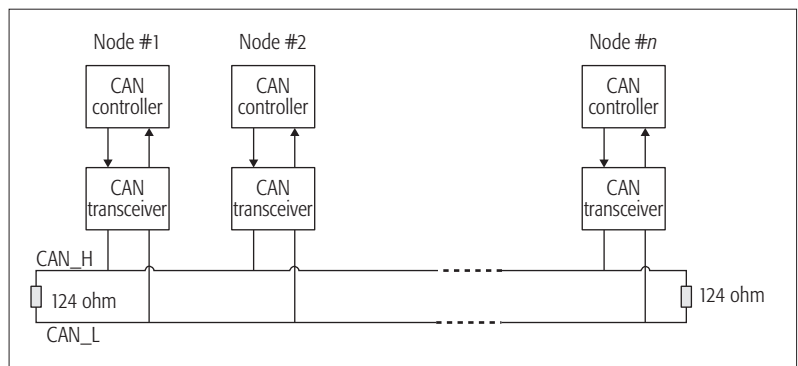 Node #1
Node #2
Node #n
CAN
controller
CAN
controller
CAN
controller
CAN
transceiver
CAN
transceiver
CAN
transceiver
CAN_H
124 ohm
124 ohm
CAN_L